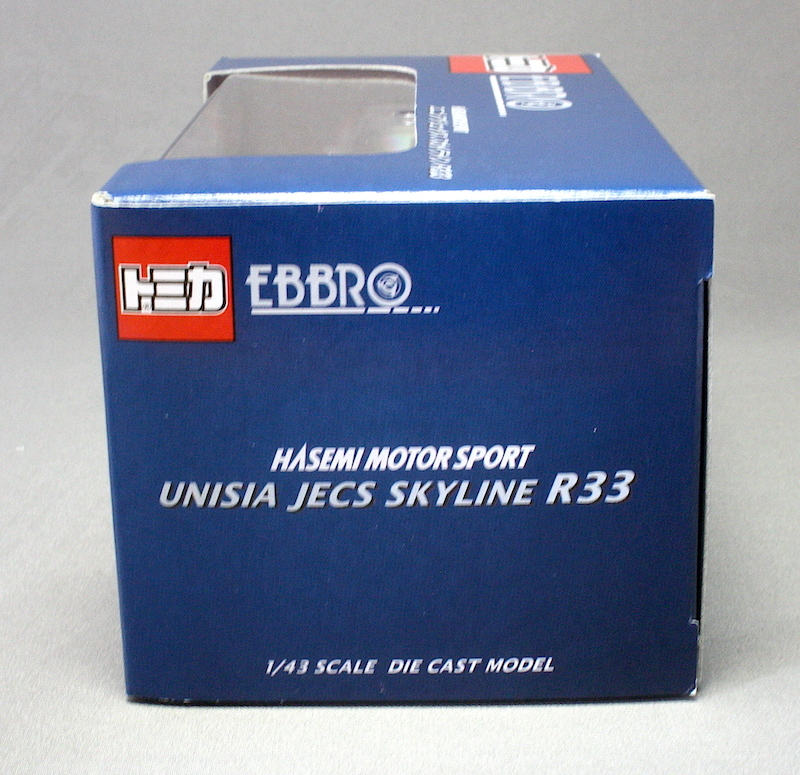 トミカ EBBRO
HASEMI MOTOR SPORT
UNISIA JECS SKYLINE R33
1/43 SCALE DIE CAST MODEL